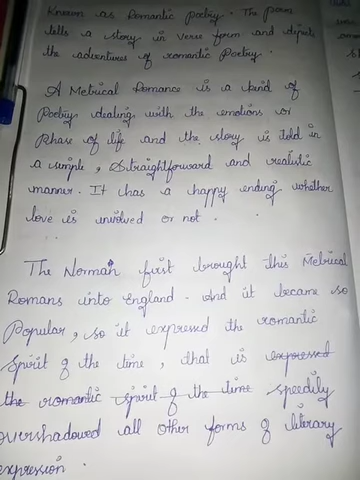 Known as Romantic poetry. The poem
tells a story in verse form and depicts
the adventures of romantic Poetry.
A Metrical Romance is a kind of
Poetry dealing with the emotions or
Phase of life and the story is told in
a simple, Straightforward and realistic
manner. It has a happy ending whether
love is involved or not.
The Norman first brought this Metrical
Romans into England. And it became so
Popular, so it expressed the romantic
Spirit of the time, that is expressed
the romantic spirit of the time speedily
overshadowed all other forms of literary
expression.